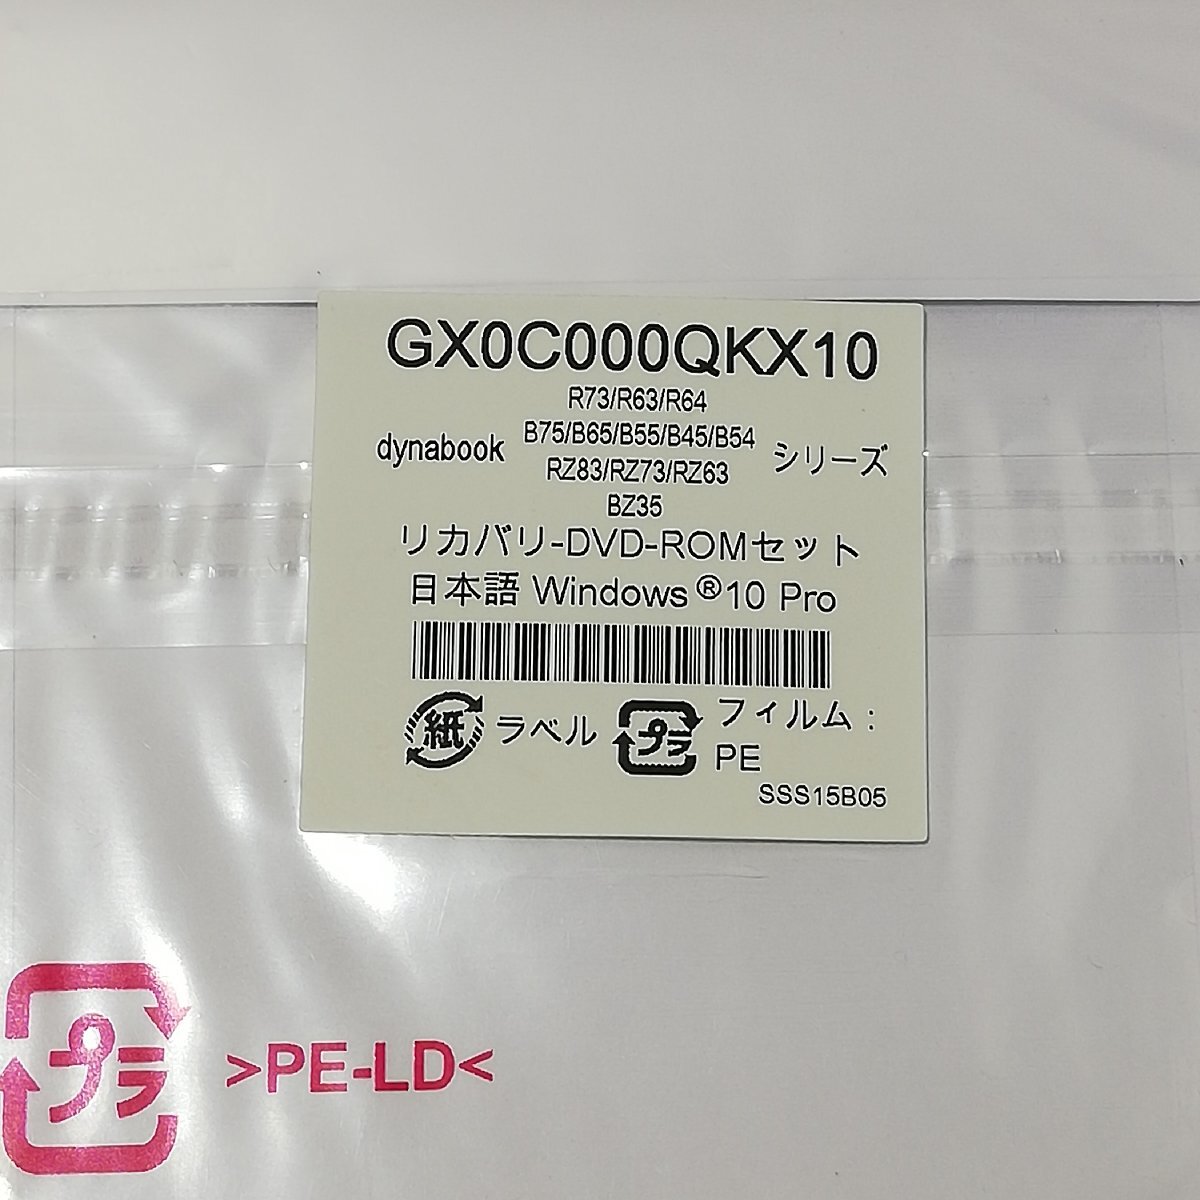 GX0C000QKX10
R73/R63/R64
B75/B65/B55/B45/B54
dynabook シリーズ
RZ83/RZ73/RZ63
BZ35
リカバリ-DVD-ROMセット
日本語 Windows®10 Pro
紙 ラベル プラ フィルム:
PE
SSS15B05
プラ >PE-LD<